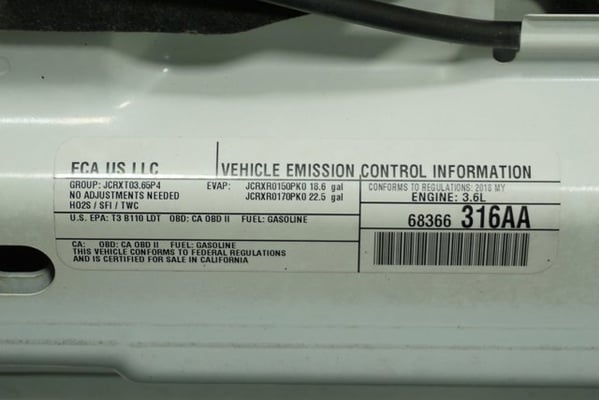 FCA US LLC
VEHICLE EMISSION CONTROL INFORMATION
GROUP: JCRXT03.65P4
NO ADJUSTMENTS NEEDED
HO2S / SFI / TWC
EVAP: JCRXR0150PK0 18.6 gal
JCRXR0170PK0 22.5 gal
CONFORMS TO REGULATIONS: 2018 MY
ENGINE: 3.6L
U.S. EPA: T3 B110 LDT OBD: CA OBD II FUEL: GASOLINE
68366 316AA
CA: OBD: CA OBD II FUEL: GASOLINE
THIS VEHICLE CONFORMS TO FEDERAL REGULATIONS
AND IS CERTIFIED FOR SALE IN CALIFORNIA